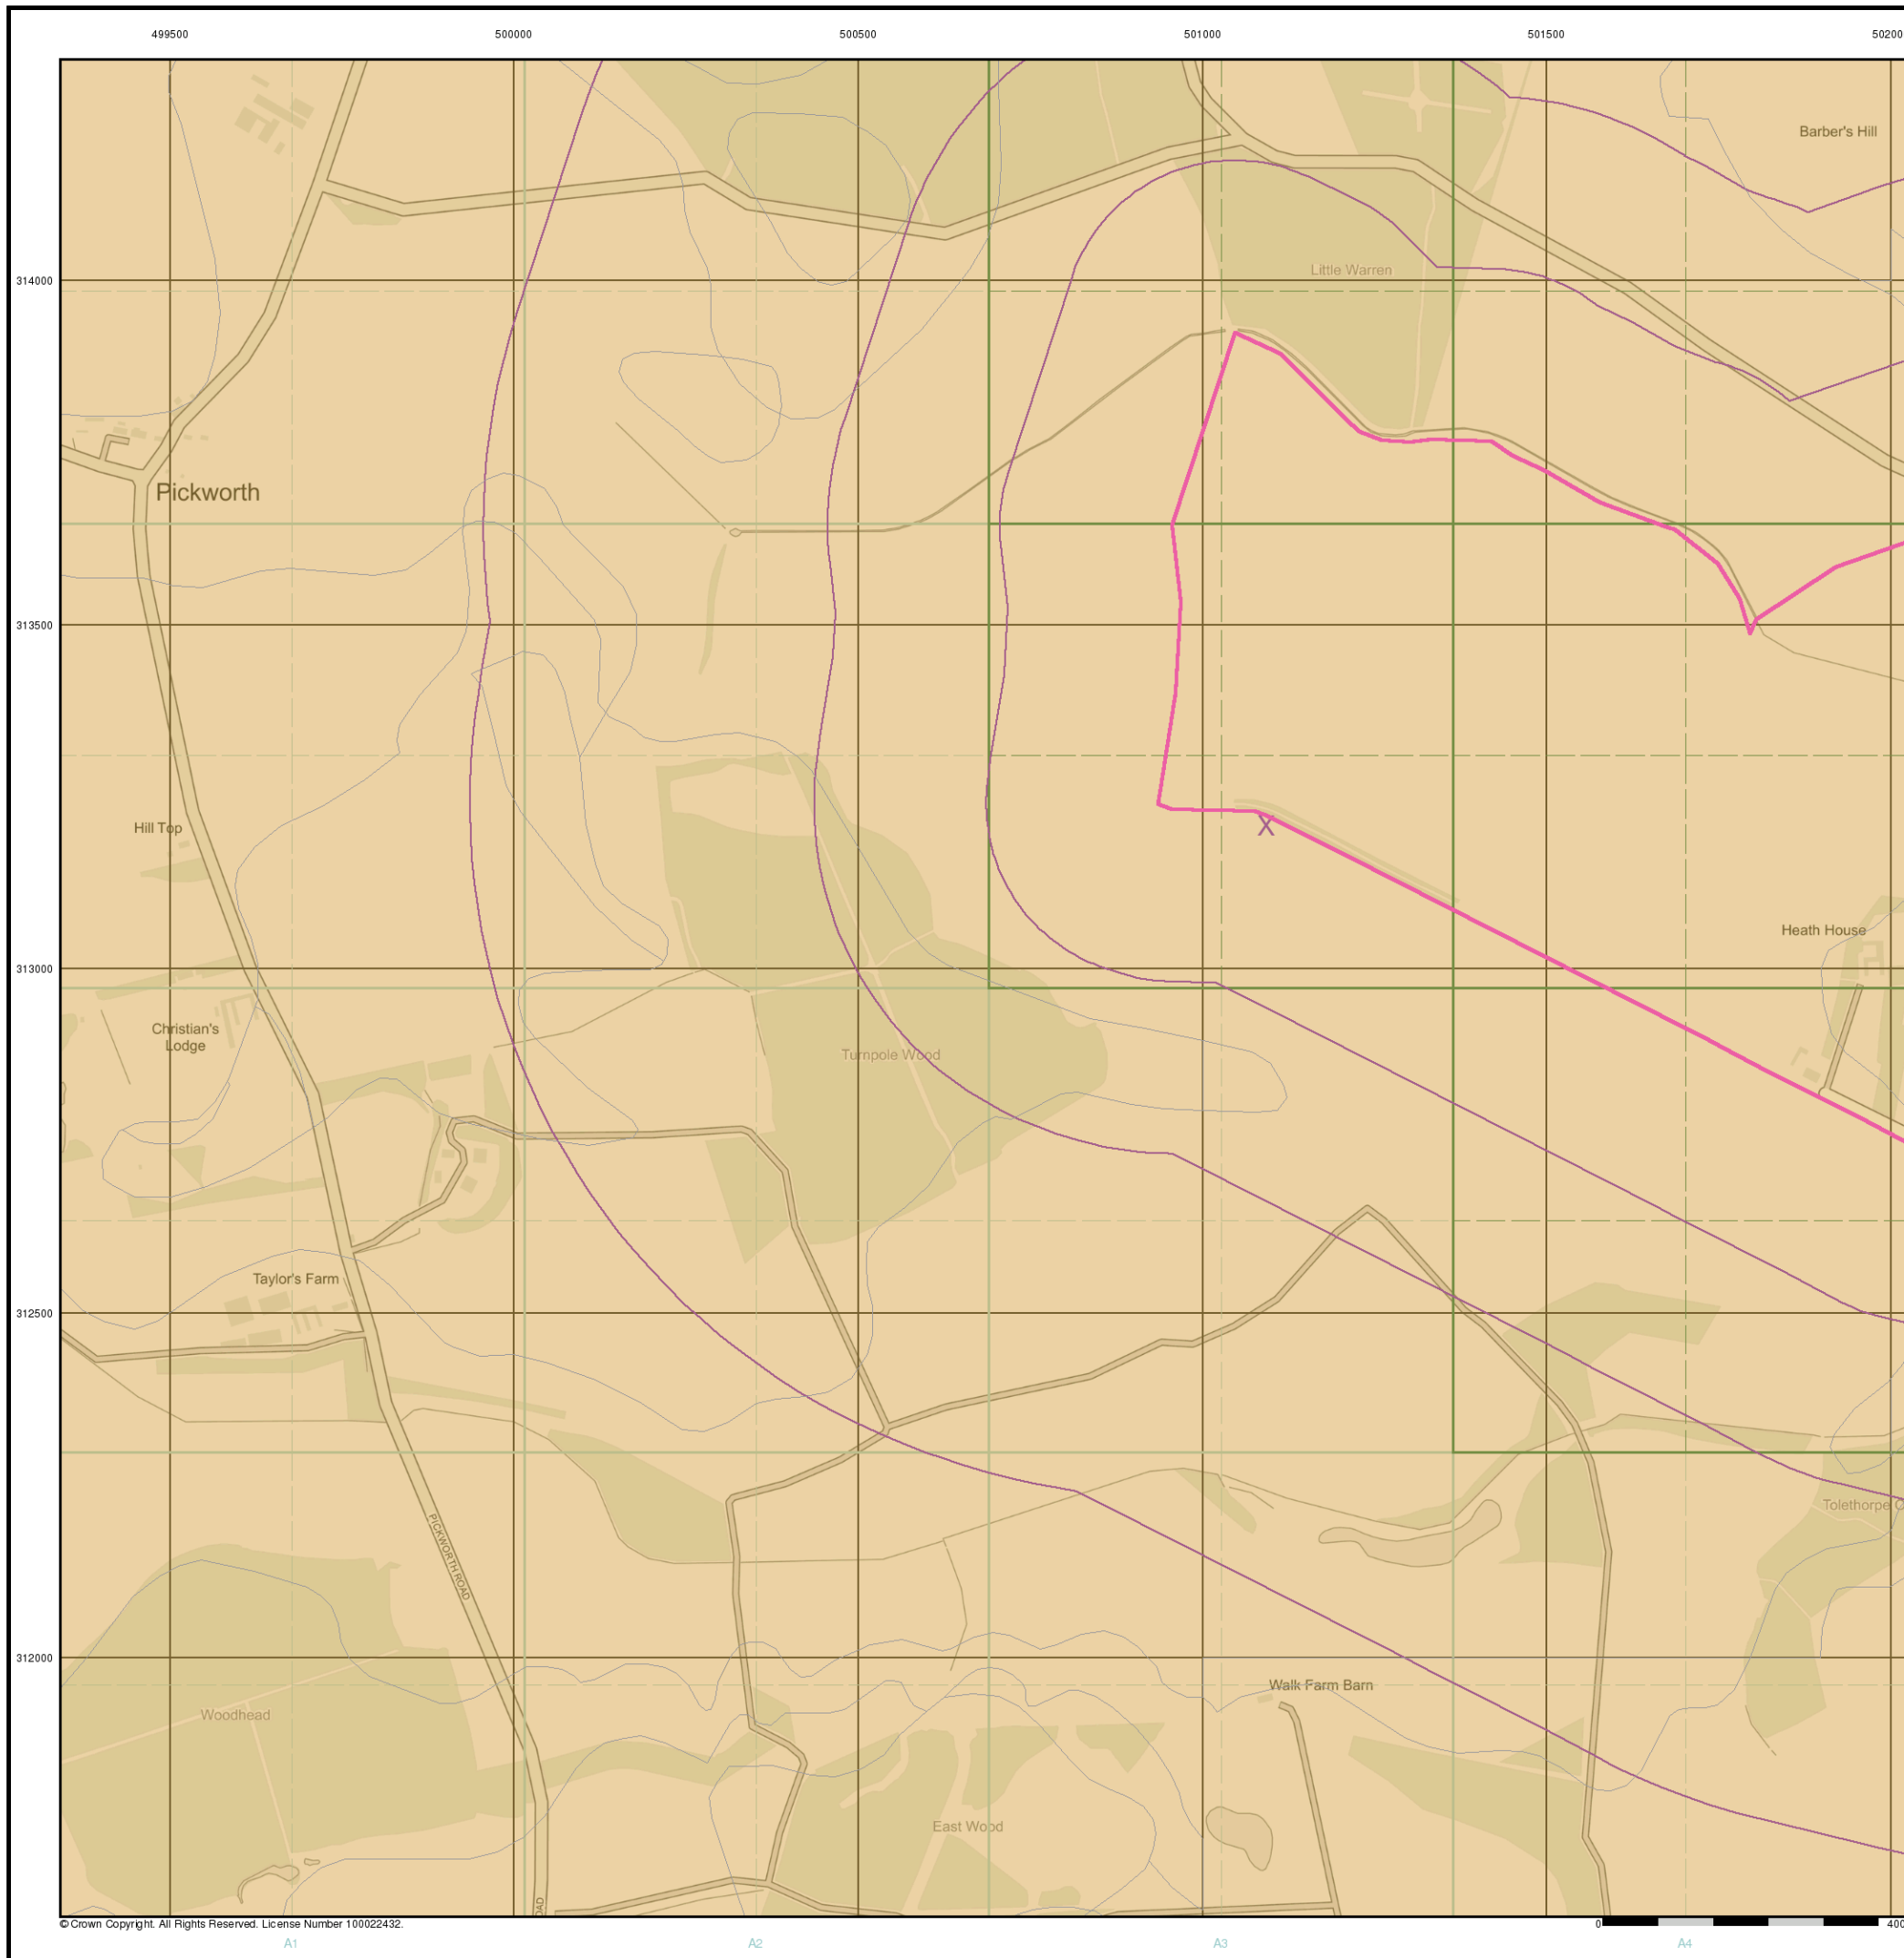 499500 500000 500500 501000 501500 50200
Barber's Hill
314000
Little Warren
Pickworth
313500
Hill Top
X
Heath House
313000
Christian's
Lodge
Turnpole Wood
Taylor's Farm
312500
Tolethorpe
PICKWORTH ROAD
312000
Walk Farm Barn
Woodhead
East Wood
OAD
© Crown Copyright. All Rights Reserved. License Number 100022432.
0 400
A1 A2 A3 A4